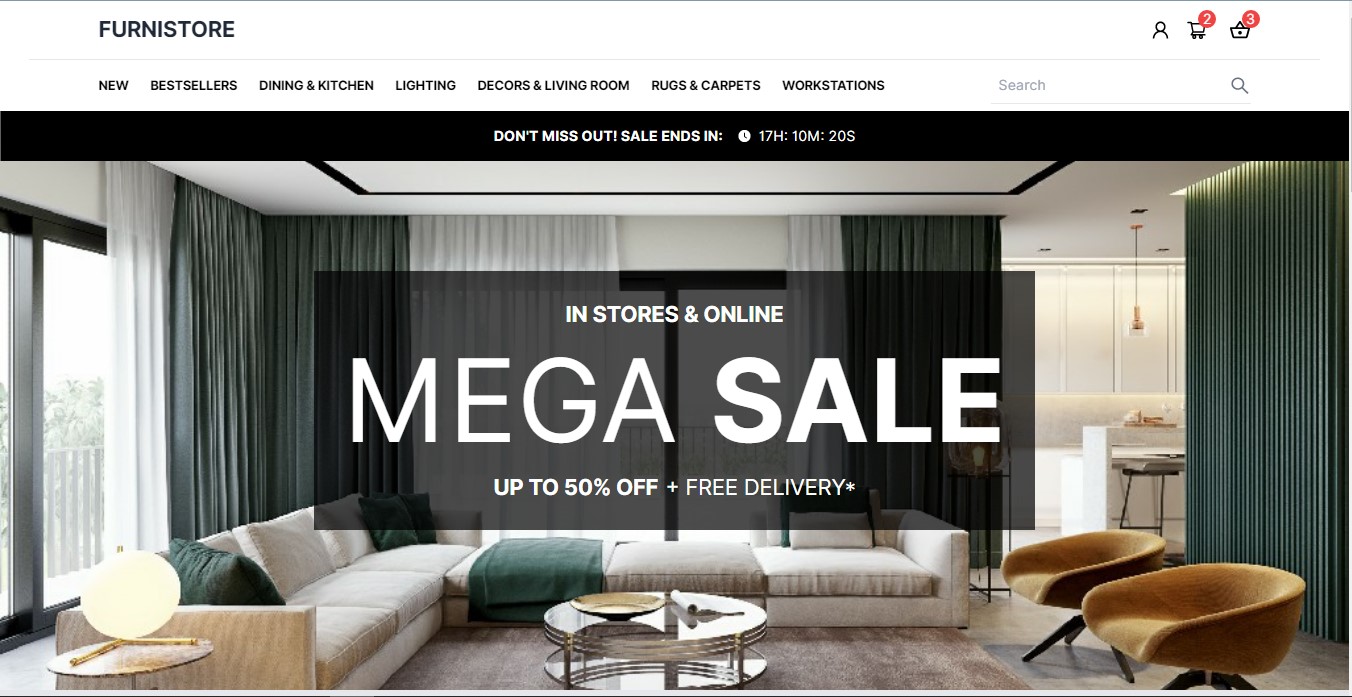 FURNISTORE
2
3
NEW BESTSELLERS DINING & KITCHEN LIGHTING DECORS & LIVING ROOM RUGS & CARPETS WORKSTATIONS Search
DON'T MISS OUT! SALE ENDS IN: 17H: 10M: 20S
IN STORES & ONLINE
MEGA SALE
UP TO 50% OFF + FREE DELIVERY*